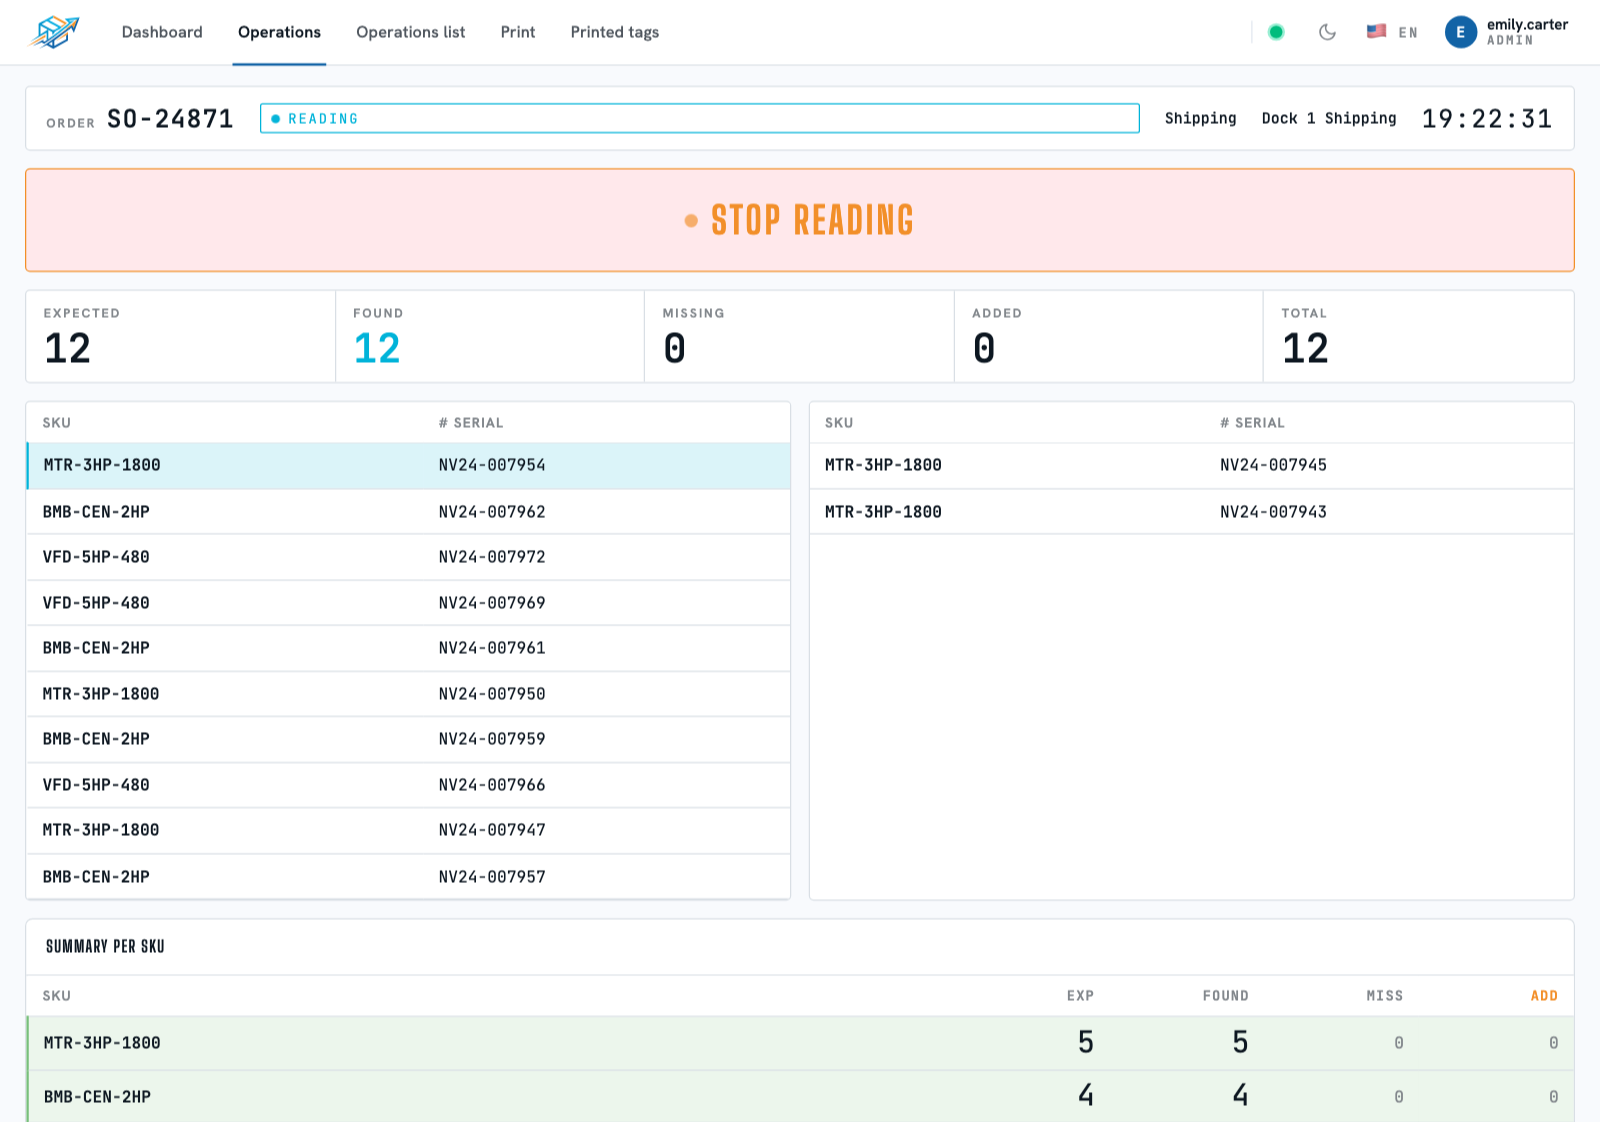 Dashboard Operations Operations list Print Printed tags EN E emily.carter
ADMIN
ORDER SO-24871 READING Shipping Dock 1 Shipping 19:22:31
STOP READING
EXPECTED FOUND MISSING ADDED TOTAL
12 12 0 0 12
SKU # SERIAL
MTR-3HP-1800 NV24-007954
BMB-CEN-2HP NV24-007962
VFD-5HP-480 NV24-007972
VFD-5HP-480 NV24-007969
BMB-CEN-2HP NV24-007961
MTR-3HP-1800 NV24-007950
BMB-CEN-2HP NV24-007959
VFD-5HP-480 NV24-007966
MTR-3HP-1800 NV24-007947
BMB-CEN-2HP NV24-007957
SKU # SERIAL
MTR-3HP-1800 NV24-007945
MTR-3HP-1800 NV24-007943
SUMMARY PER SKU
SKU EXP FOUND MISS ADD
MTR-3HP-1800 5 5 0 0
BMB-CEN-2HP 4 4 0 0